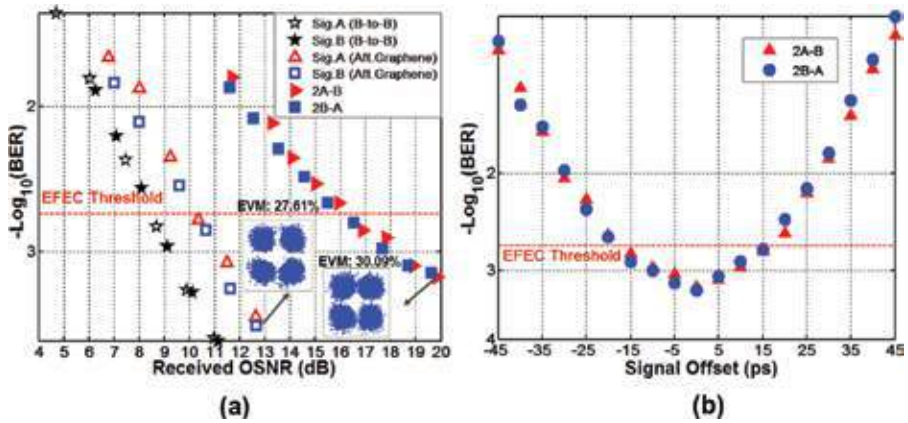 Sig.A (B-to-B)
Sig.B (B-to-B)
Sig.A (Aft.Graphene)
Sig.B (Aft.Graphene)
2A-B
2B-A
-Log10(BER)
2
3
EFEC Threshold
EVM: 27.61%
EVM: 30.09%
4 5 6 7 8 9 10 11 12 13 14 15 16 17 18 19 20
Received OSNR (dB)
(a)
2A-B
2B-A
-Log10(BER)
2
3
4
EFEC Threshold
-45 -35 -25 -15 -5 5 15 25 35 45
Signal Offset (ps)
(b)